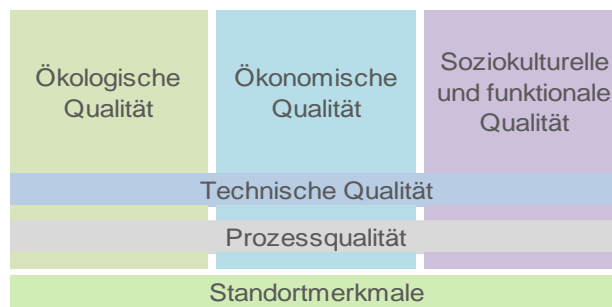 Ökologische
Qualität
Ökonomische
Qualität
Soziokulturelle
und funktionale
Qualität
Technische Qualität
Prozessqualität
Standortmerkmale